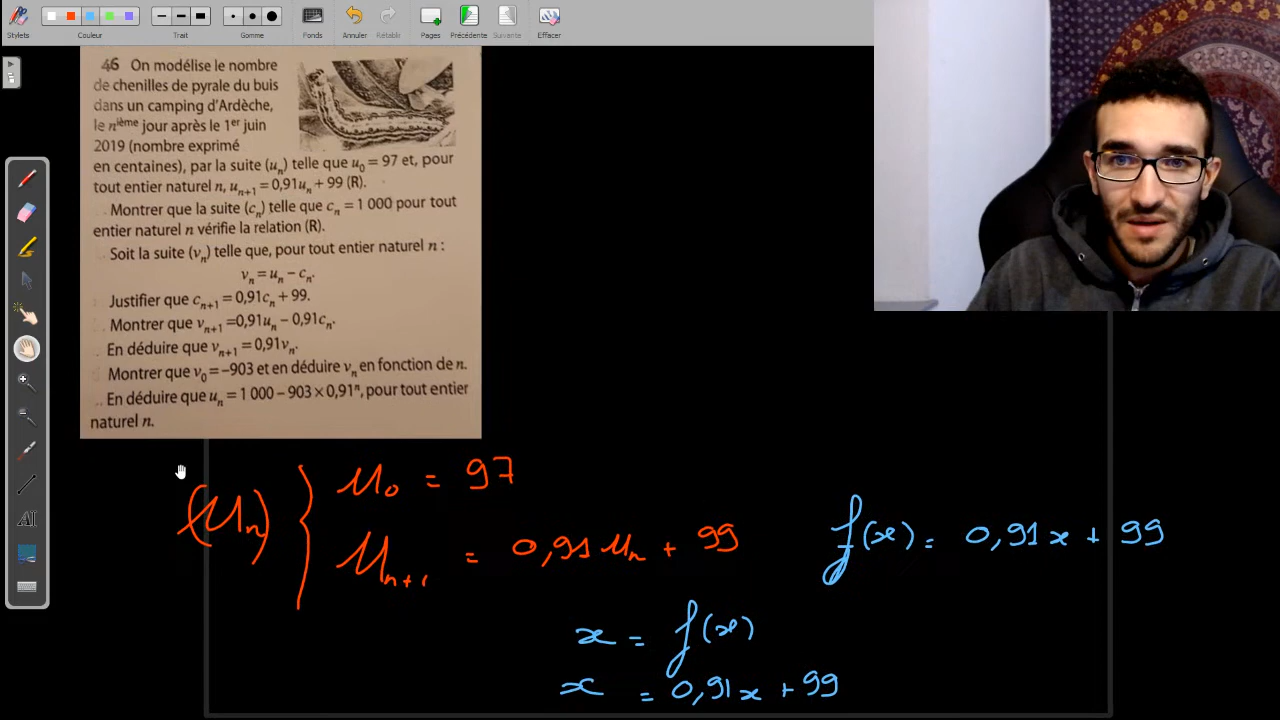 Stylets Couleur Trait Gomme Fonds Annuler Rétablir Pages Précédente Suivante Effacer
46 On modélise le nombre
de chenilles de pyrale du buis
dans un camping d'Ardèche,
le nième jour après le 1er juin
2019 (nombre exprimé
en centaines), par la suite (un) telle que u0 = 97 et, pour
tout entier naturel n, un+1 = 0,91un + 99 (R).
Montrer que la suite (cn) telle que cn = 1 000 pour tout
entier naturel n vérifie la relation (R).
Soit la suite (vn) telle que, pour tout entier naturel n :
vn = un – cn.
Justifier que cn+1 = 0,91cn + 99.
Montrer que vn+1 =0,91un – 0,91cn.
En déduire que vn+1 = 0,91vn.
Montrer que v0 = –903 et en déduire vn en fonction de n.
En déduire que un = 1 000 – 903 × 0,91ⁿ, pour tout entier
naturel n.
(un) { u0 = 97
un+1 = 0,91un + 99
f(x) = 0,91x + 99
x = f(x)
x = 0,91x + 99
AI